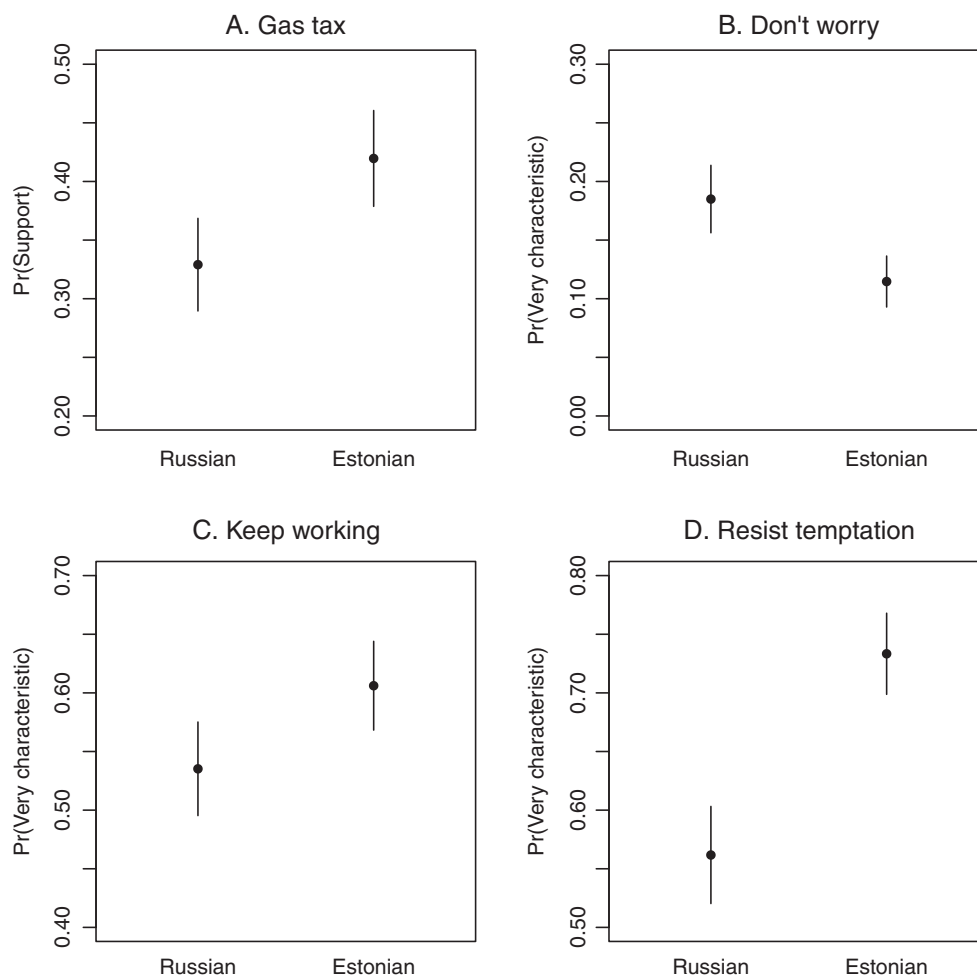 A. Gas tax
Pr(Support)
0.50
0.40
0.30
0.20
Russian Estonian
B. Don't worry
Pr(Very characteristic)
0.30
0.20
0.10
0.00
Russian Estonian
C. Keep working
Pr(Very characteristic)
0.70
0.60
0.50
0.40
Russian Estonian
D. Resist temptation
Pr(Very characteristic)
0.80
0.70
0.60
0.50
Russian Estonian